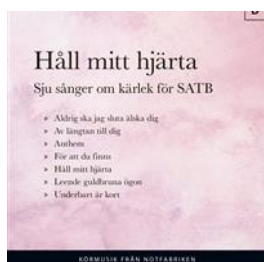 Håll mitt hjärta
Sju sånger om kärlek för SATB
» Aldrig ska jag sluta älska dig
» Av längtan till dig
» Anthem
» För att du finns
» Håll mitt hjärta
» Leende guldbruna ögon
» Underbart är kort
KÖRMUSIK FRÅN NOTFABRIKEN